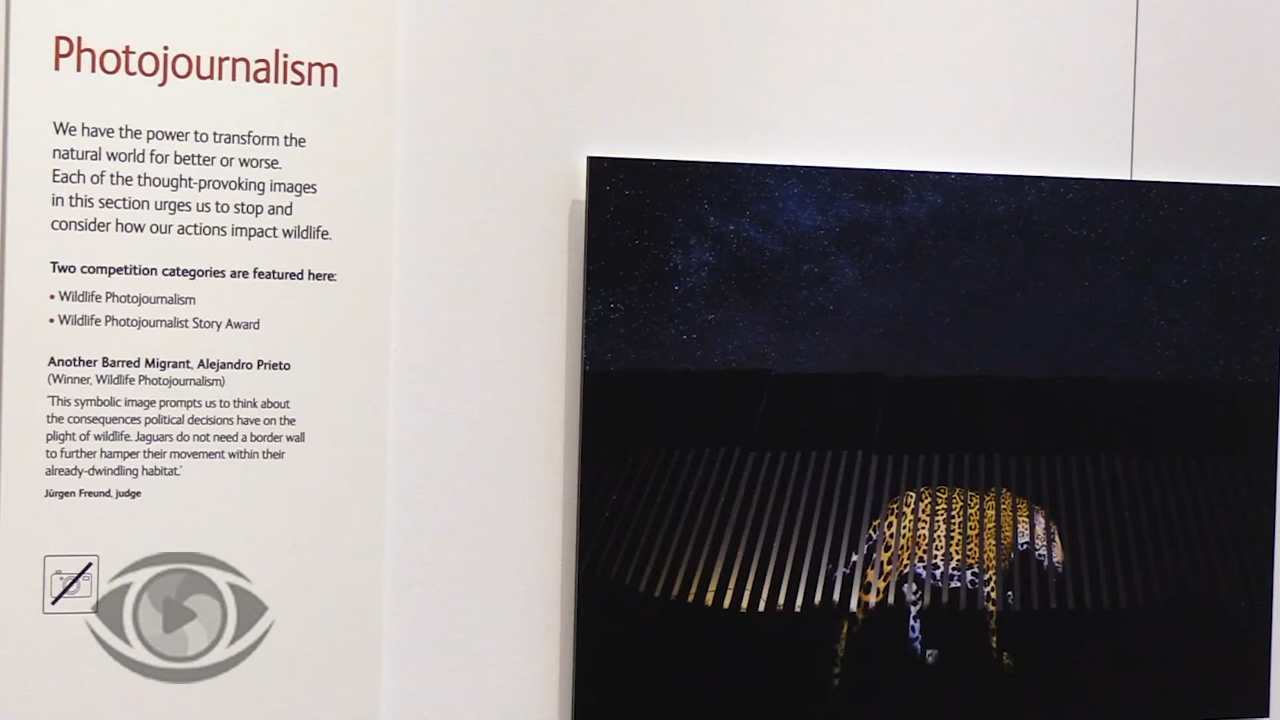 Photojournalism
We have the power to transform the
natural world for better or worse.
Each of the thought-provoking images
in this section urges us to stop and
consider how our actions impact wildlife.
Two competition categories are featured here:
• Wildlife Photojournalism
• Wildlife Photojournalist Story Award
Another Barred Migrant, Alejandro Prieto
(Winner, Wildlife Photojournalism)
'This symbolic image prompts us to think about
the consequences political decisions have on the
plight of wildlife. Jaguars do not need a border wall
to further hamper their movement within their
already-dwindling habitat.'
Jürgen Freund, judge